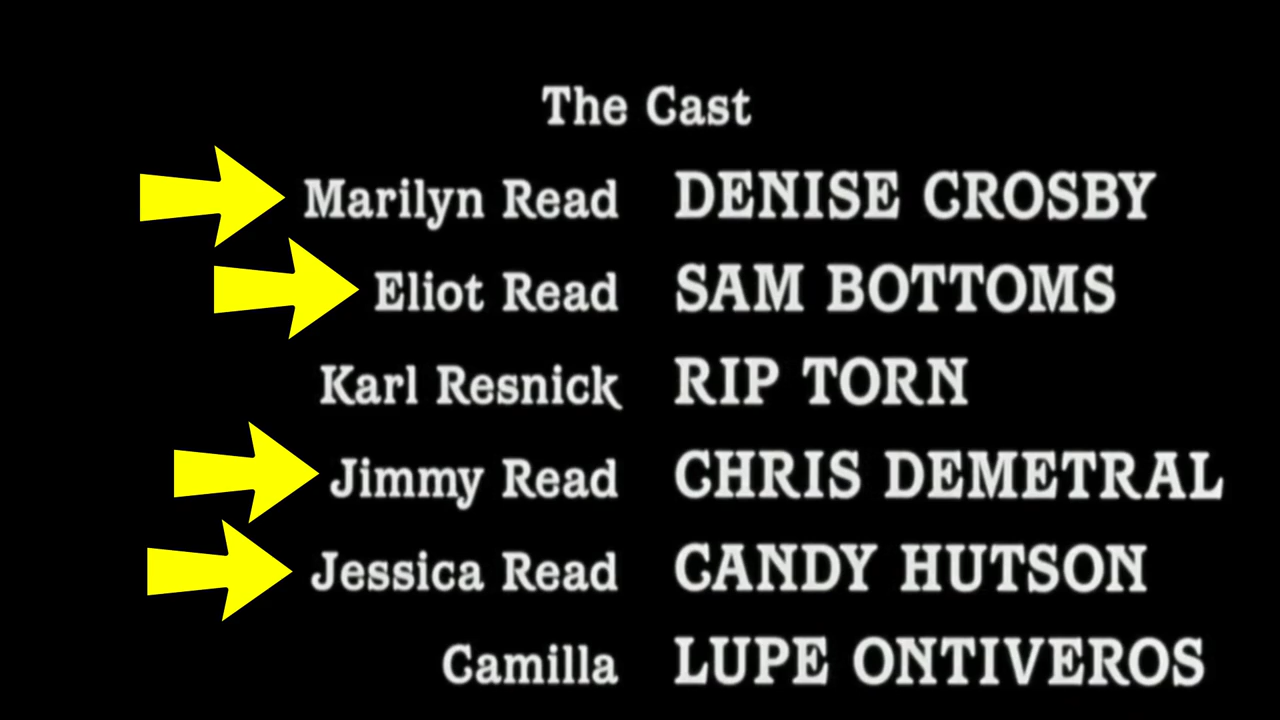 The Cast
Marilyn Read DENISE CROSBY
Eliot Read SAM BOTTOMS
Karl Resnick RIP TORN
Jimmy Read CHRIS DEMETRAL
Jessica Read CANDY HUTSON
Camilla LUPE ONTIVEROS